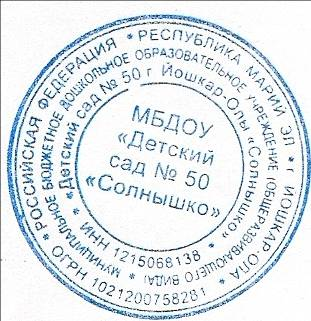 * РОССИЙСКАЯ ФЕДЕРАЦИЯ * РЕСПУБЛИКА МАРИЙ ЭЛ * г ЙОШКАР-ОЛА * ОГРН 1021200758281
МУНИЦИПАЛЬНОЕ БЮДЖЕТНОЕ ДОШКОЛЬНОЕ ОБРАЗОВАТЕЛЬНОЕ УЧРЕЖДЕНИЕ (ОБЩЕРАЗВИВАЮЩЕГО ВИДА)
«Детский сад № 50 г Йошкар-Олы «Солнышко» * ИНН 1215068138 *
МБДОУ
«Детский
сад № 50
«Солнышко»